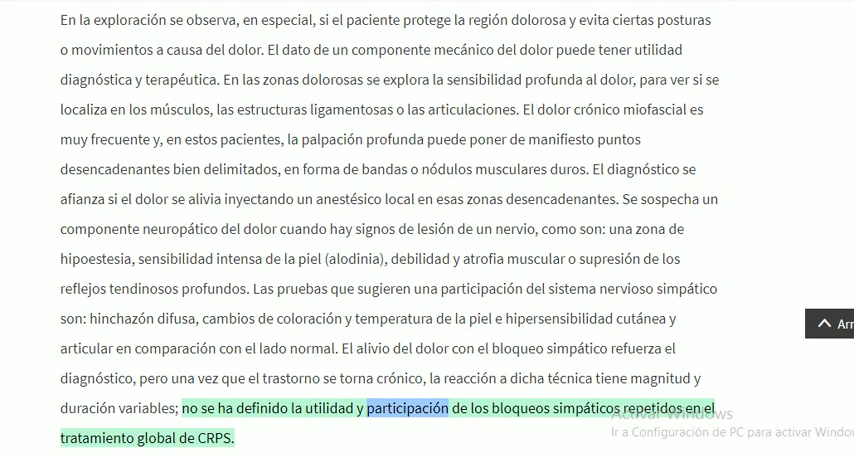 En la exploración se observa, en especial, si el paciente protege la región dolorosa y evita ciertas posturas
o movimientos a causa del dolor. El dato de un componente mecánico del dolor puede tener utilidad
diagnóstica y terapéutica. En las zonas dolorosas se explora la sensibilidad profunda al dolor, para ver si se
localiza en los músculos, las estructuras ligamentosas o las articulaciones. El dolor crónico miofascial es
muy frecuente y, en estos pacientes, la palpación profunda puede poner de manifiesto puntos
desencadenantes bien delimitados, en forma de bandas o nódulos musculares duros. El diagnóstico se
afianza si el dolor se alivia inyectando un anestésico local en esas zonas desencadenantes. Se sospecha un
componente neuropático del dolor cuando hay signos de lesión de un nervio, como son: una zona de
hipoestesia, sensibilidad intensa de la piel (alodinia), debilidad y atrofia muscular o supresión de los
reflejos tendinosos profundos. Las pruebas que sugieren una participación del sistema nervioso simpático
son: hinchazón difusa, cambios de coloración y temperatura de la piel e hipersensibilidad cutánea y
Arr
articular en comparación con el lado normal. El alivio del dolor con el bloqueo simpático refuerza el
diagnóstico, pero una vez que el trastorno se torna crónico, la reacción a dicha técnica tiene magnitud y
duración variables; no se ha definido la utilidad y participación de los bloqueos simpáticos repetidos en el
tratamiento global de CRPS.
Activar Windows
Ir a Configuración de PC para activar Windo